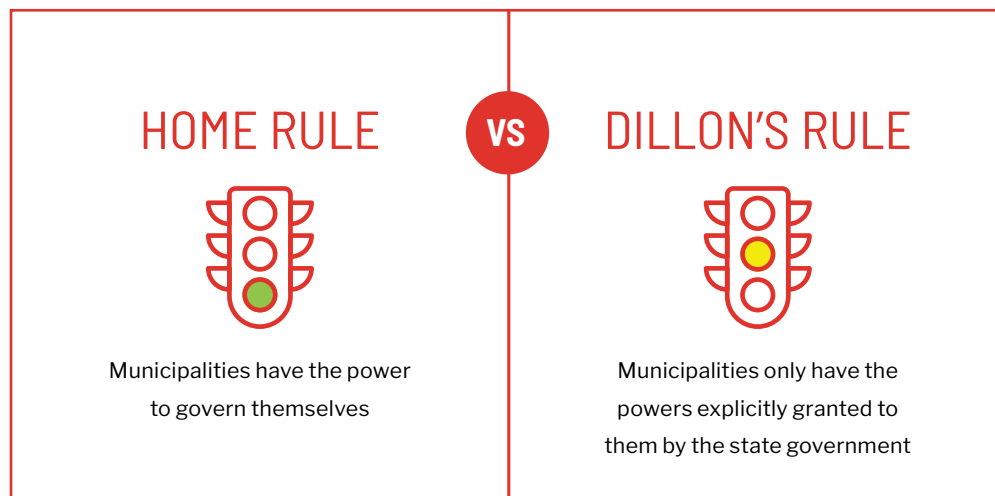 HOME RULE
VS
DILLON'S RULE
Municipalities have the power
to govern themselves
Municipalities only have the
powers explicitly granted to
them by the state government